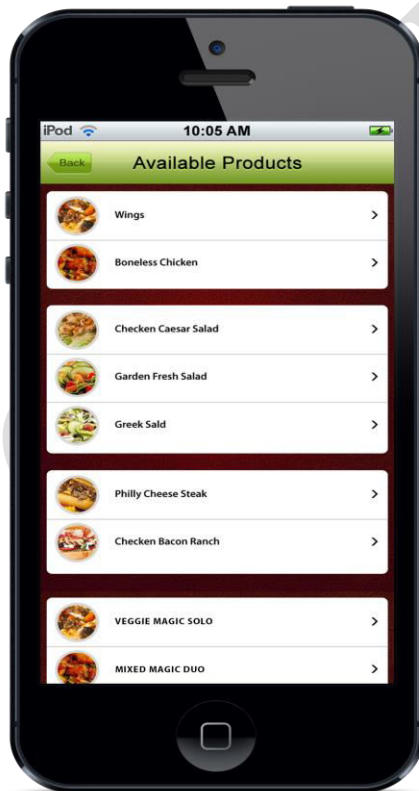 iPod 10:05 AM
Back Available Products
Wings
Boneless Chicken
Checken Caesar Salad
Garden Fresh Salad
Greek Sald
Philly Cheese Steak
Checken Bacon Ranch
VEGGIE MAGIC SOLO
MIXED MAGIC DUO